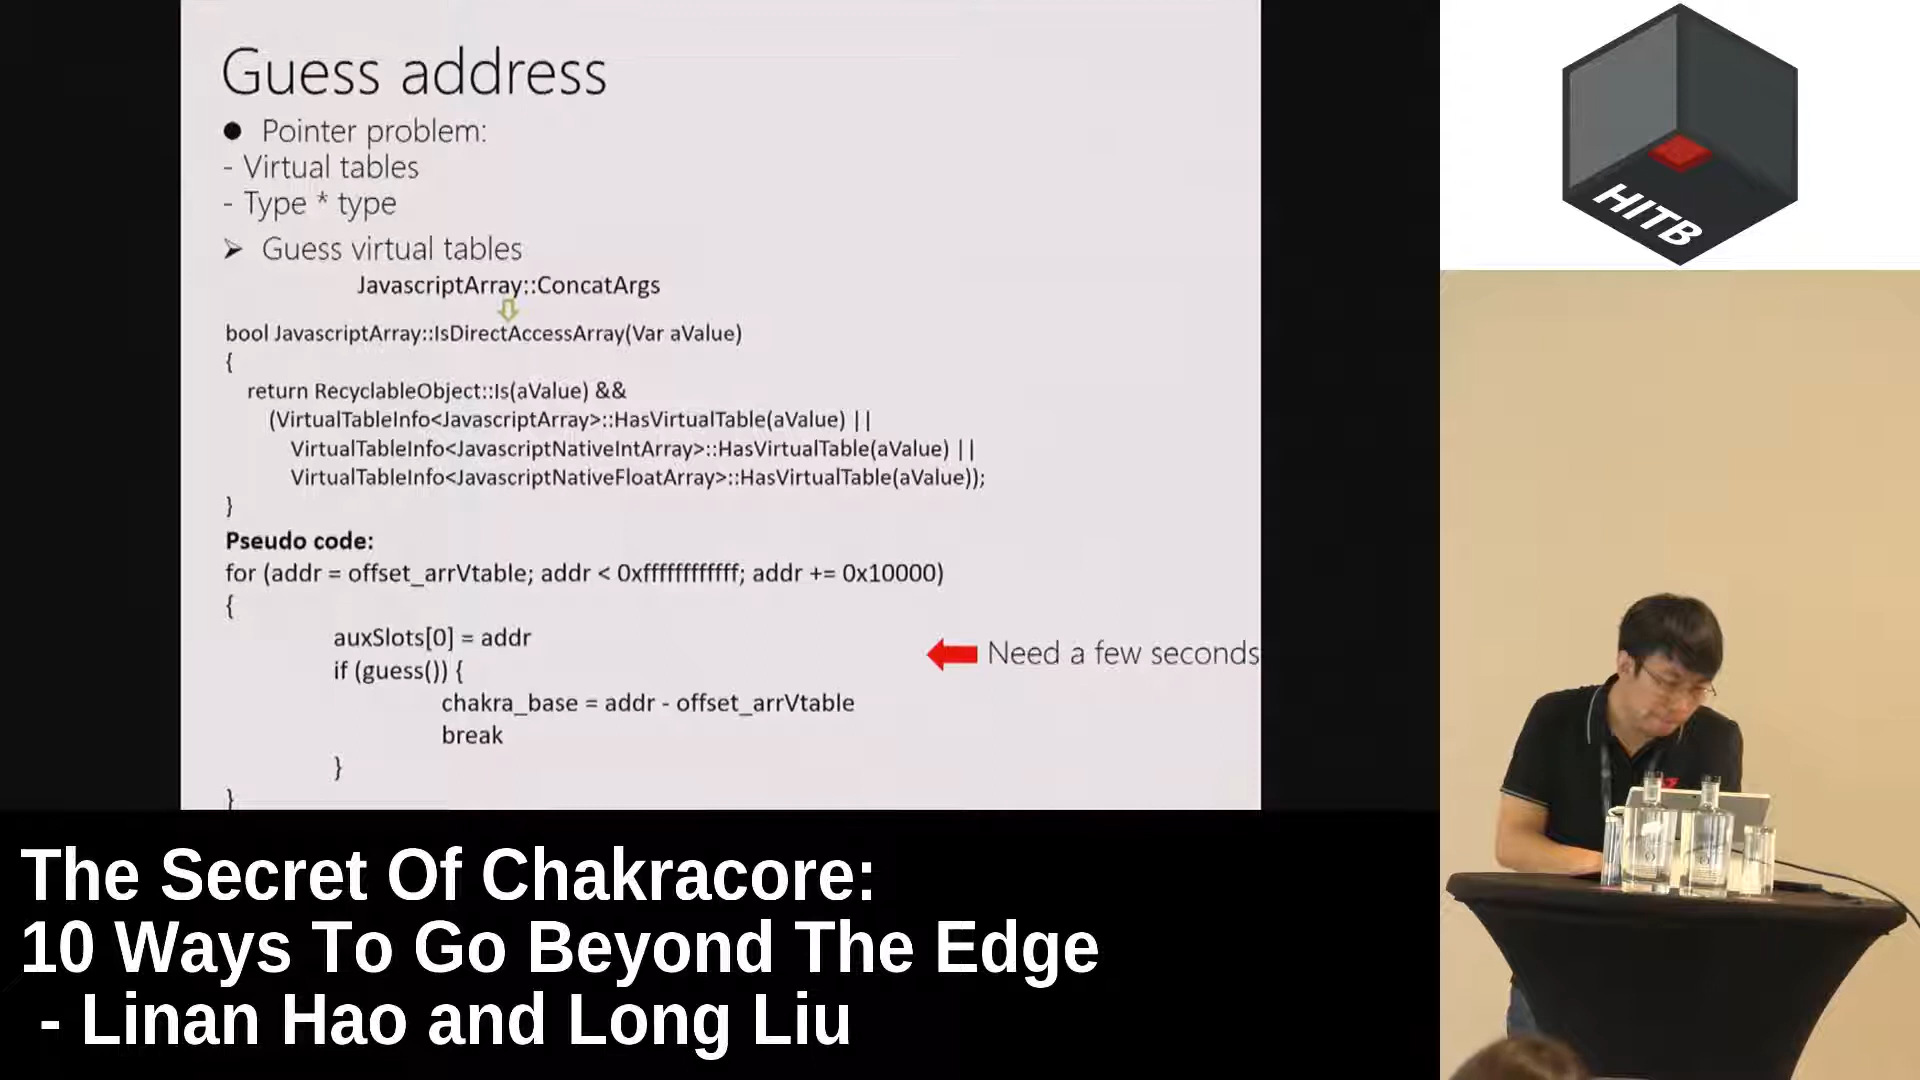 Guess address
● Pointer problem:
- Virtual tables
- Type * type
➢ Guess virtual tables
JavascriptArray::ConcatArgs
bool JavascriptArray::IsDirectAccessArray(Var aValue)
{
return RecyclableObject::Is(aValue) &&
(VirtualTableInfo<JavascriptArray>::HasVirtualTable(aValue) ||
VirtualTableInfo<JavascriptNativeIntArray>::HasVirtualTable(aValue) ||
VirtualTableInfo<JavascriptNativeFloatArray>::HasVirtualTable(aValue));
}
Pseudo code:
for (addr = offset_arrVtable; addr < 0xffffffffffff; addr += 0x10000)
{
auxSlots[0] = addr
if (guess()) {
Need a few seconds
chakra_base = addr - offset_arrVtable
break
}
}
HITB
The Secret Of Chakracore:
10 Ways To Go Beyond The Edge
- Linan Hao and Long Liu